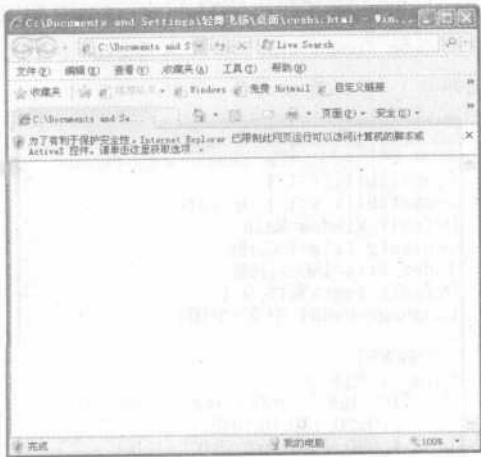 C:\Documents and Settings\轻舞飞扬\桌面\ceshi.html - Win...
C:\Documents and S
Live Search
文件(F) 编辑(E) 查看(V) 收藏夹(A) 工具(T) 帮助(H)
收藏夹 Windows 免费 Hotmail 自定义链接
C:\Documents and Se... 页面(P) 安全(S)
为了有利于保护安全性，Internet Explorer 已限制此网页运行可以访问计算机的脚本或
ActiveX 控件。请单击这里获取选项...
完成 我的电脑 100%